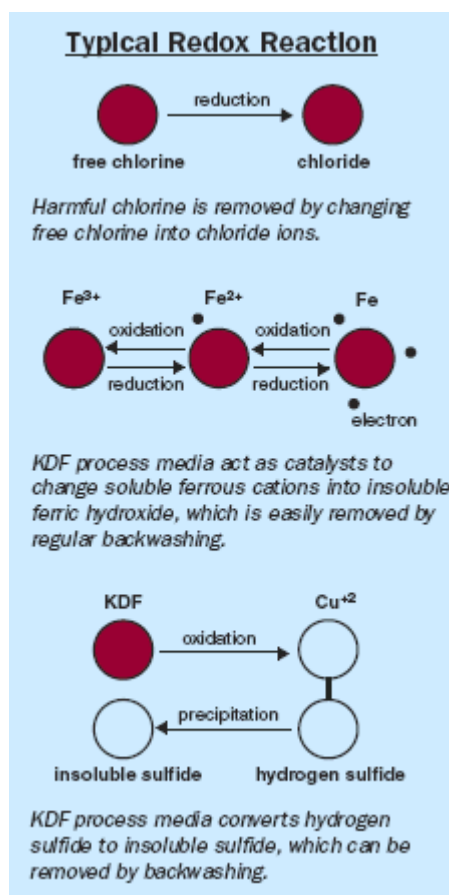 Typical Redox Reaction
reduction
free chlorine chloride
Harmful chlorine is removed by changing
free chlorine into chloride ions.
Fe³⁺ Fe²⁺ Fe
oxidation oxidation
reduction reduction
electron
KDF process media act as catalysts to
change soluble ferrous cations into insoluble
ferric hydroxide, which is easily removed by
regular backwashing.
KDF Cu⁺²
oxidation
precipitation
insoluble sulfide hydrogen sulfide
KDF process media converts hydrogen
sulfide to insoluble sulfide, which can be
removed by backwashing.